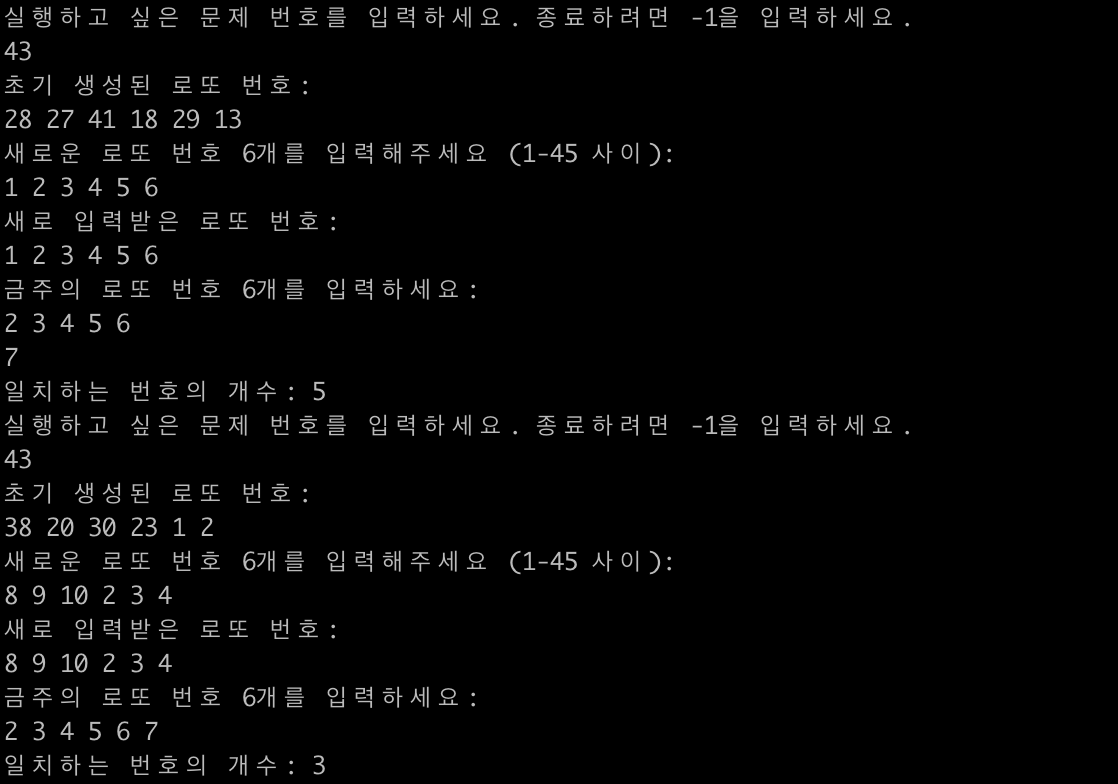 실행하고 싶은 문제 번호를 입력하세요. 종료하려면 -1을 입력하세요.
43
초기 생성된 로또 번호:
28 27 41 18 29 13
새로운 로또 번호 6개를 입력해주세요 (1-45 사이):
1 2 3 4 5 6
새로 입력받은 로또 번호:
1 2 3 4 5 6
금주의 로또 번호 6개를 입력하세요:
2 3 4 5 6
7
일치하는 번호의 개수: 5
실행하고 싶은 문제 번호를 입력하세요. 종료하려면 -1을 입력하세요.
43
초기 생성된 로또 번호:
38 20 30 23 1 2
새로운 로또 번호 6개를 입력해주세요 (1-45 사이):
8 9 10 2 3 4
새로 입력받은 로또 번호:
8 9 10 2 3 4
금주의 로또 번호 6개를 입력하세요:
2 3 4 5 6 7
일치하는 번호의 개수: 3